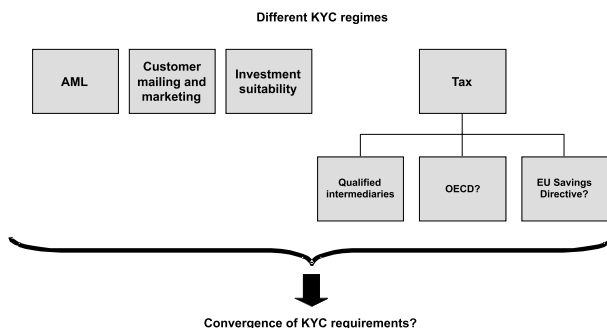 Different KYC regimes
AML
Customer
mailing and
marketing
Investment
suitability
Tax
Qualified
intermediaries
OECD?
EU Savings
Directive?
Convergence of KYC requirements?